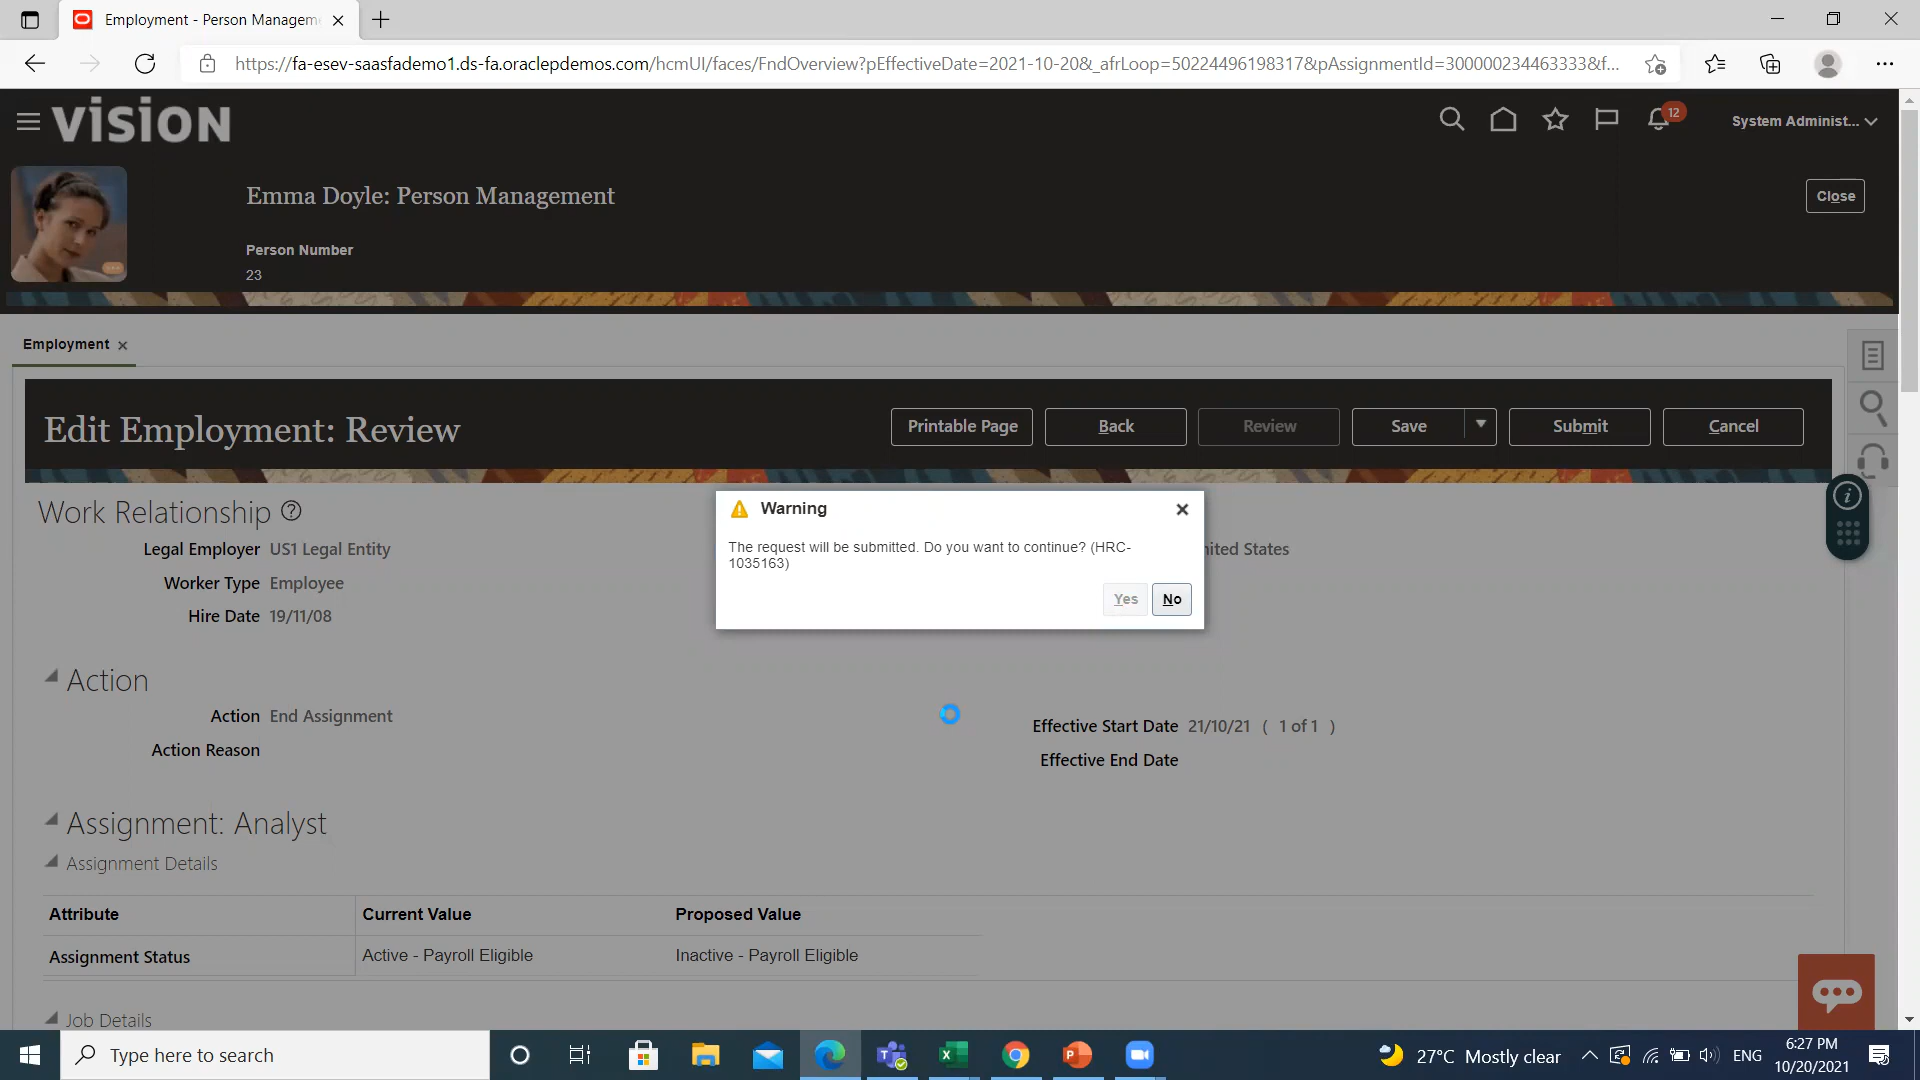 Employment - Person Managem
https://fa-esev-saasfademo1.ds-fa.oraclepdemos.com/hcmUI/faces/FndOverview?pEffectiveDate=2021-10-20&_afrLoop=50224496198317&pAssignmentId=300000234463333&f...
VISION
12
System Administ...
Emma Doyle: Person Management
Close
Person Number
23
Employment
Edit Employment: Review
Printable Page
Back
Review
Save
Submit
Cancel
Work Relationship
Legal Employer US1 Legal Entity
nited States
Worker Type Employee
Hire Date 19/11/08
Warning
The request will be submitted. Do you want to continue? (HRC-
1035163)
Yes
No
Action
Action End Assignment
Action Reason
Effective Start Date 21/10/21 ( 1 of 1 )
Effective End Date
Assignment: Analyst
Assignment Details
Attribute Current Value Proposed Value
Assignment Status Active - Payroll Eligible Inactive - Payroll Eligible
Job Details
Type here to search
27°C Mostly clear
ENG
6:27 PM
10/20/2021